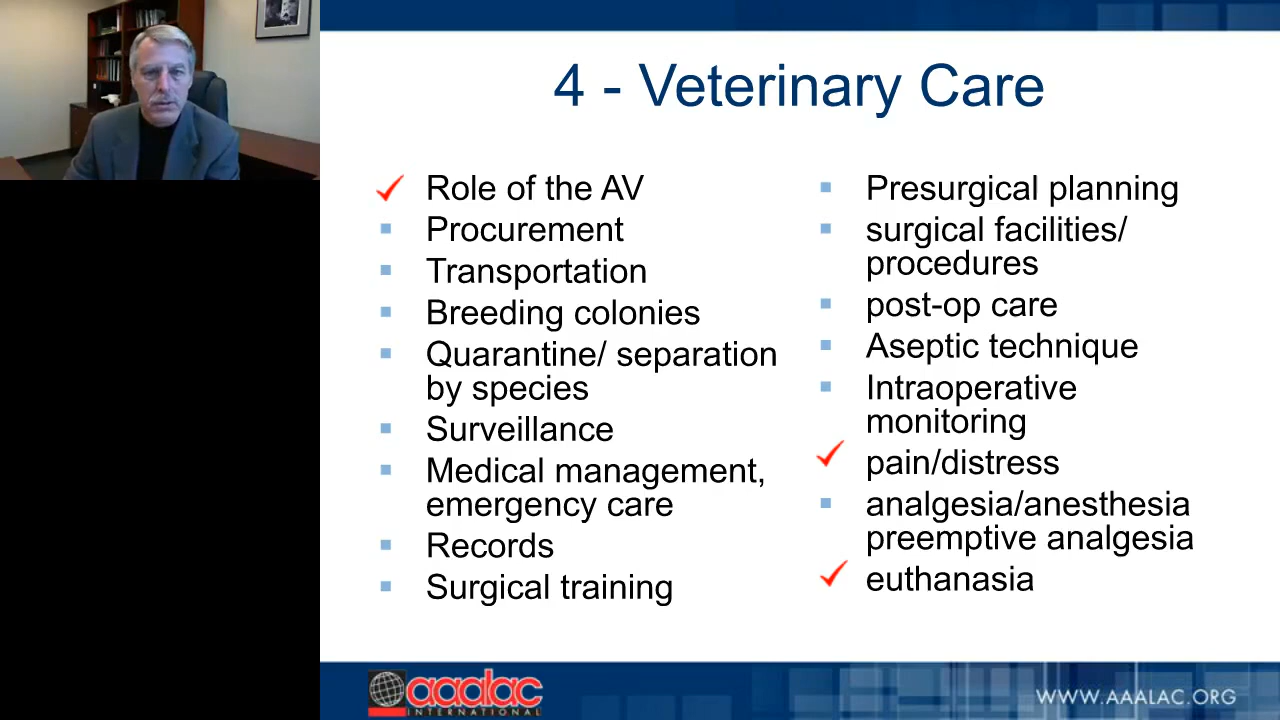 4 - Veterinary Care
Role of the AV
Procurement
Transportation
Breeding colonies
Quarantine/ separation
by species
Surveillance
Medical management,
emergency care
Records
Surgical training
Presurgical planning
surgical facilities/
procedures
post-op care
Aseptic technique
Intraoperative
monitoring
pain/distress
analgesia/anesthesia
preemptive analgesia
euthanasia
aaalac
INTERNATIONAL
WWW.AAALAC.ORG